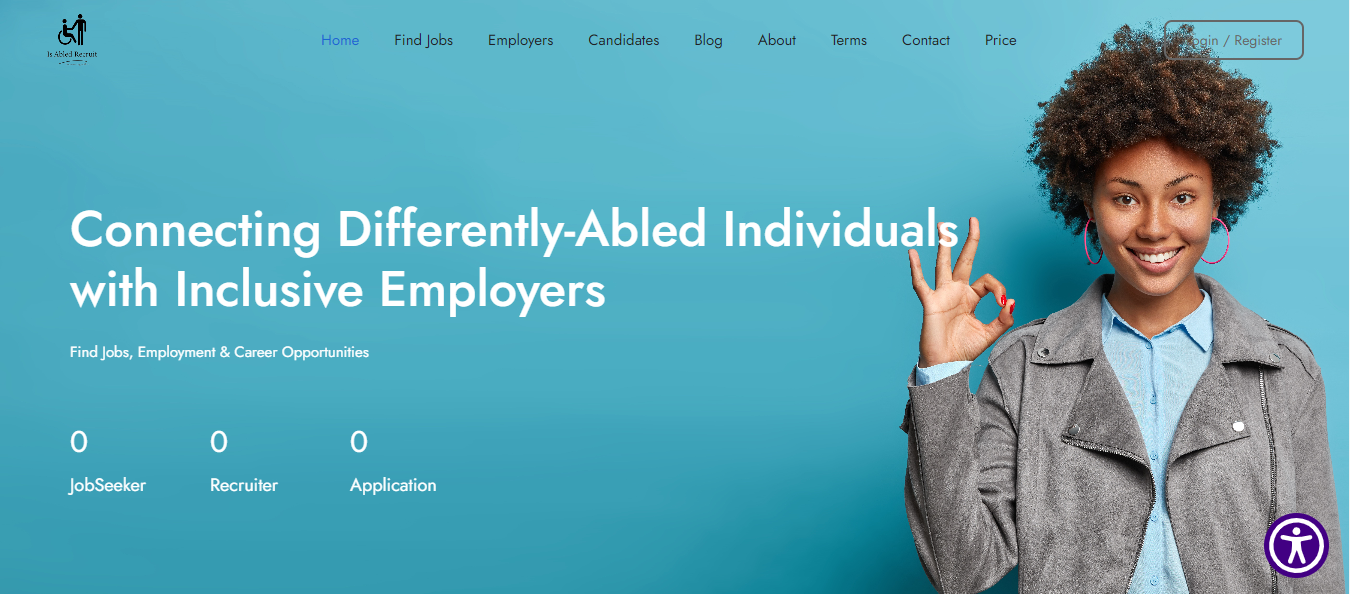 Is Abled Recruit
Home Find Jobs Employers Candidates Blog About Terms Contact Price Login / Register
Connecting Differently-Abled Individuals
with Inclusive Employers
Find Jobs, Employment & Career Opportunities
0 0 0
JobSeeker Recruiter Application